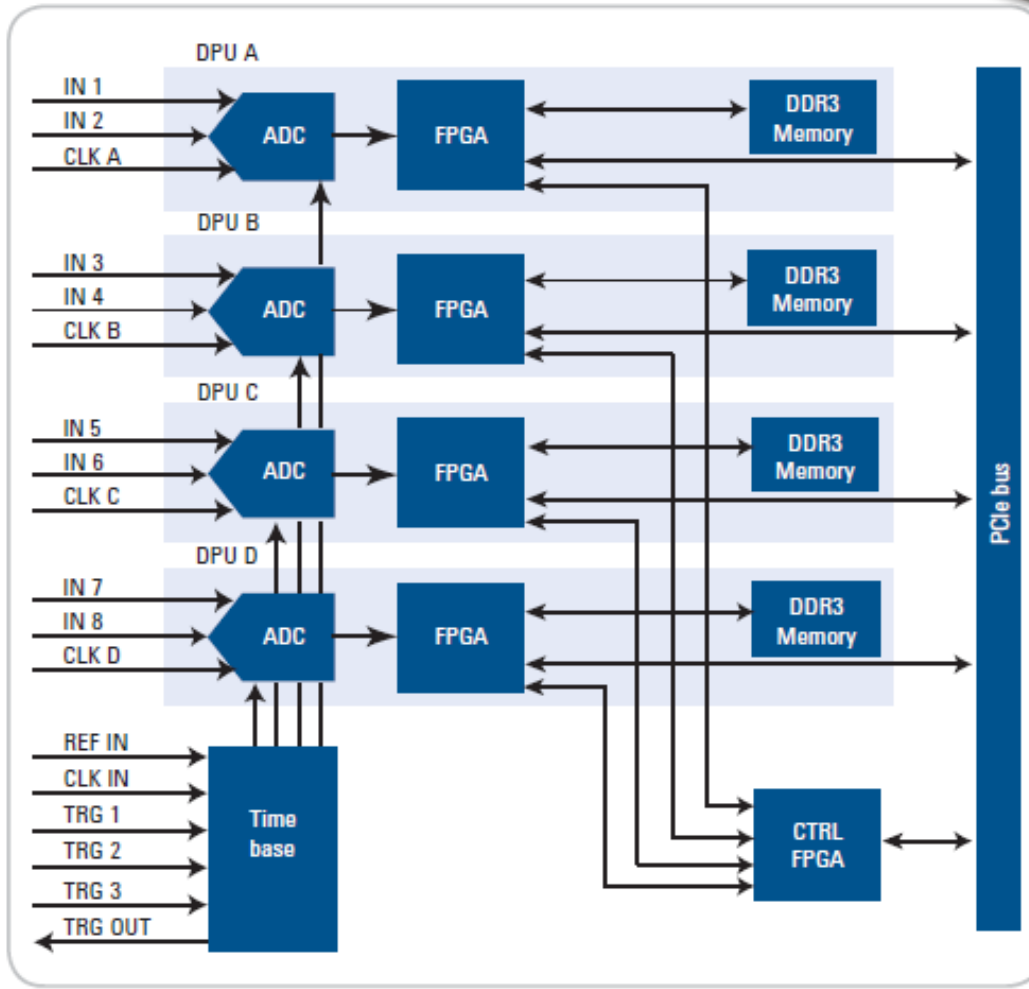 DPU A
IN 1
IN 2
CLK A
ADC
FPGA
DDR3
Memory
DPU B
IN 3
IN 4
CLK B
ADC
FPGA
DDR3
Memory
DPU C
IN 5
IN 6
CLK C
ADC
FPGA
DDR3
Memory
DPU D
IN 7
IN 8
CLK D
ADC
FPGA
DDR3
Memory
PCIe bus
REF IN
CLK IN
TRG 1
TRG 2
TRG 3
TRG OUT
Time
base
CTRL
FPGA